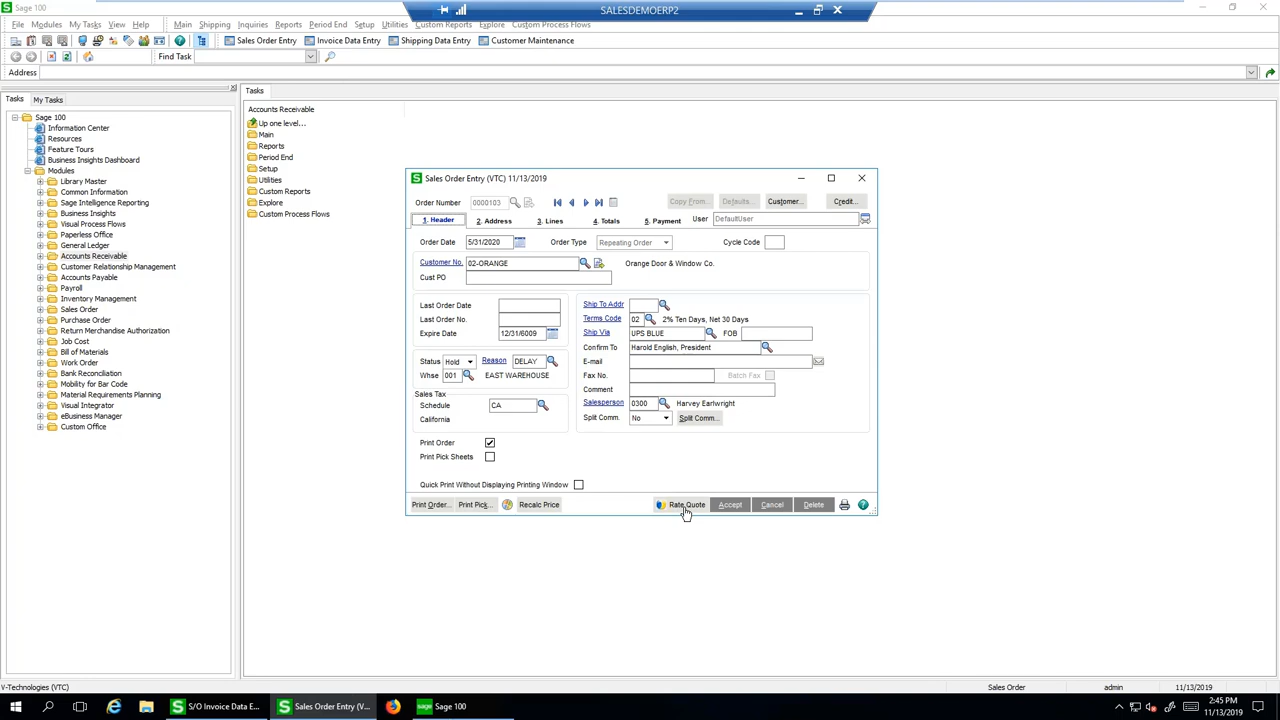 Sage 100
SALESDEMOERP2
File Modules My Tasks View Help Main Shipping Inquiries Reports Period End Setup Utilities Custom Reports Explore Custom Process Flows
Sales Order Entry Invoice Data Entry Shipping Data Entry Customer Maintenance
Find Task
Address
Tasks My Tasks
Sage 100
Information Center
Resources
Feature Tours
Business Insights Dashboard
Modules
Library Master
Common Information
Sage Intelligence Reporting
Business Insights
Visual Process Flows
Paperless Office
General Ledger
Accounts Receivable
Customer Relationship Management
Accounts Payable
Payroll
Inventory Management
Sales Order
Purchase Order
Return Merchandise Authorization
Job Cost
Bill of Materials
Work Order
Bank Reconciliation
Mobility for Bar Code
Material Requirements Planning
Visual Integrator
eBusiness Manager
Custom Office
Tasks
Accounts Receivable
Up one level...
Main
Reports
Period End
Setup
Utilities
Custom Reports
Explore
Custom Process Flows
Sales Order Entry (VTC) 11/13/2019
Order Number 0000103 Copy From... Defaults... Customer... Credit...
1. Header 2. Address 3. Lines 4. Totals 5. Payment User DefaultUser
Order Date 5/31/2020 Order Type Repeating Order Cycle Code
Customer No. 02-ORANGE Orange Door & Window Co.
Cust PO
Last Order Date
Last Order No.
Expire Date 12/31/6009
Status Hold Reason DELAY
Whse 001 EAST WAREHOUSE
Sales Tax
Schedule CA
California
Ship To Addr
Terms Code 02 2% Ten Days, Net 30 Days
Ship Via UPS BLUE FOB
Confirm To Harold English, President
E-mail
Fax No. Batch Fax
Comment
Salesperson 0300 Harvey Earlwright
Split Comm. No Split Comm...
Print Order
Print Pick Sheets
Quick Print Without Displaying Printing Window
Print Order... Print Pick... Recalc Price Rate Quote Accept Cancel Delete
V-Technologies (VTC) Sales Order admin 11/13/2019
S/O Invoice Data E... Sales Order Entry (V... Sage 100
2:45 PM
11/13/2019